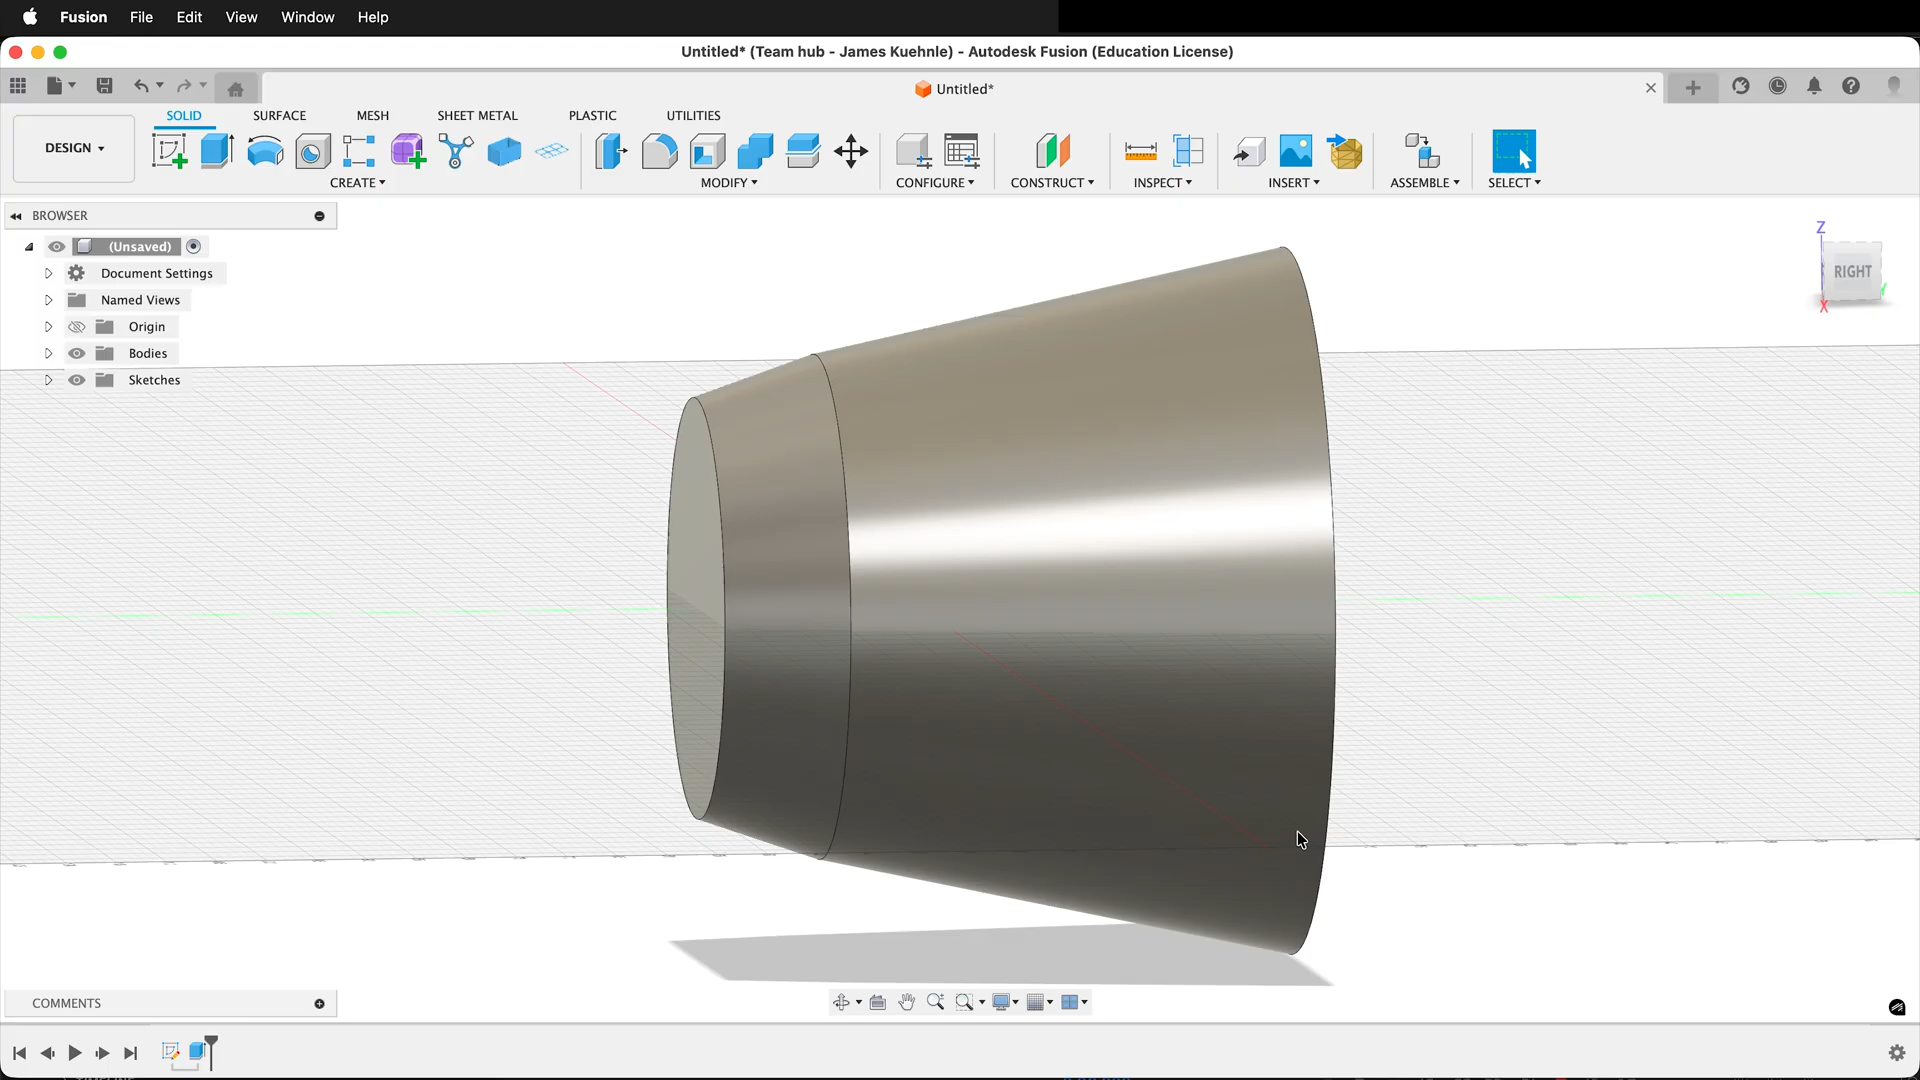 Fusion File Edit View Window Help
Untitled* (Team hub - James Kuehnle) - Autodesk Fusion (Education License)
Untitled*
SOLID SURFACE MESH SHEET METAL PLASTIC UTILITIES
DESIGN
CREATE MODIFY CONFIGURE CONSTRUCT INSPECT INSERT ASSEMBLE SELECT
BROWSER
(Unsaved)
Document Settings
Named Views
Origin
Bodies
Sketches
Z
RIGHT
X
COMMENTS